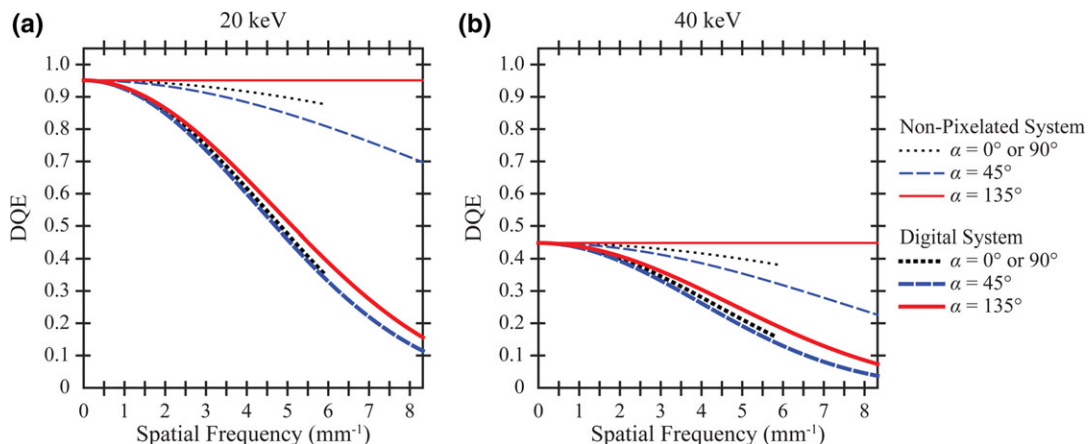 (a)
20 keV
DQE
1.0
0.9
0.8
0.7
0.6
0.5
0.4
0.3
0.2
0.1
0
0 1 2 3 4 5 6 7 8
Spatial Frequency (mm-1)
(b)
40 keV
DQE
1.0
0.9
0.8
0.7
0.6
0.5
0.4
0.3
0.2
0.1
0
0 1 2 3 4 5 6 7 8
Spatial Frequency (mm-1)
Non-Pixelated System
α = 0° or 90°
α = 45°
α = 135°
Digital System
α = 0° or 90°
α = 45°
α = 135°